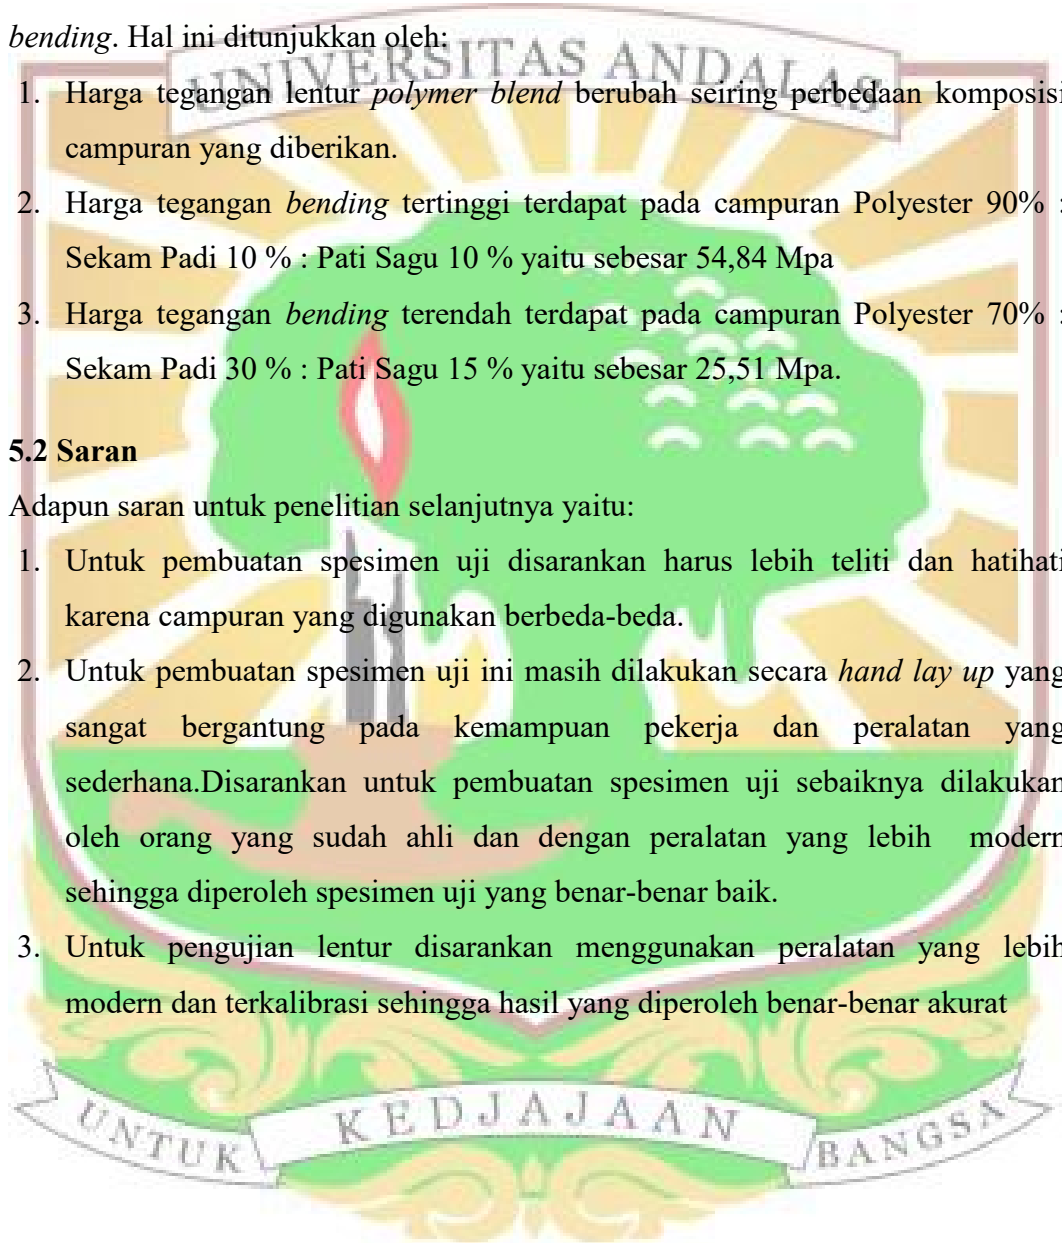 bending. Hal ini ditunjukkan oleh:
UNIVERSITAS ANDALAS
1. Harga tegangan lentur polymer blend berubah seiring perbedaan komposisi
campuran yang diberikan.
2. Harga tegangan bending tertinggi terdapat pada campuran Polyester 90% :
Sekam Padi 10 % : Pati Sagu 10 % yaitu sebesar 54,84 Mpa
3. Harga tegangan bending terendah terdapat pada campuran Polyester 70% :
Sekam Padi 30 % : Pati Sagu 15 % yaitu sebesar 25,51 Mpa.
5.2 Saran
Adapun saran untuk penelitian selanjutnya yaitu:
1. Untuk pembuatan spesimen uji disarankan harus lebih teliti dan hatihati
karena campuran yang digunakan berbeda-beda.
2. Untuk pembuatan spesimen uji ini masih dilakukan secara hand lay up yang
sangat bergantung pada kemampuan pekerja dan peralatan yang
sederhana.Disarankan untuk pembuatan spesimen uji sebaiknya dilakukan
oleh orang yang sudah ahli dan dengan peralatan yang lebih modern
sehingga diperoleh spesimen uji yang benar-benar baik.
3. Untuk pengujian lentur disarankan menggunakan peralatan yang lebih
modern dan terkalibrasi sehingga hasil yang diperoleh benar-benar akurat
UNTUK KEDJAJAAN BANGSA